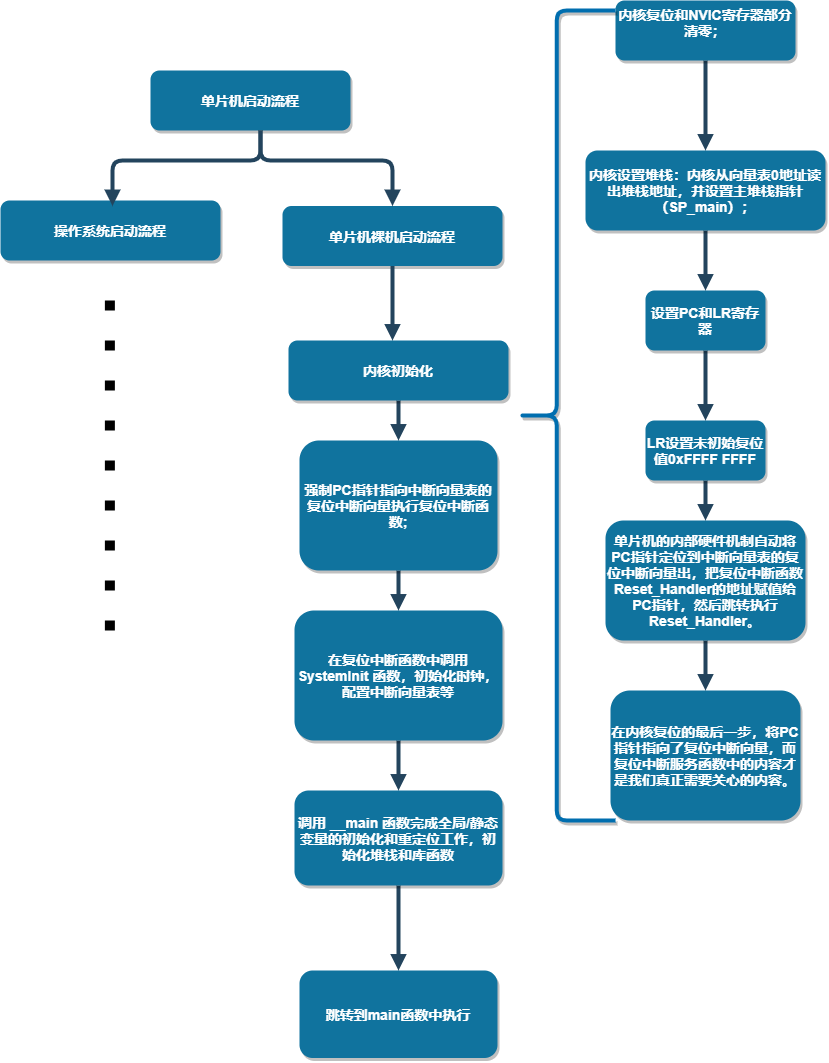 单片机启动流程
操作系统启动流程
单片机裸机启动流程
内核初始化
强制PC指针指向中断向量表的
复位中断向量执行复位中断函
数；
在复位中断函数中调用
SystemInit 函数，初始化时钟，
配置中断向量表等
调用 __main 函数完成全局/静态
变量的初始化和重定位工作，初
始化堆栈和库函数
跳转到main函数中执行
内核复位和NVIC寄存器部分
清零；
内核设置堆栈：内核从向量表0地址读
出堆栈地址，并设置主堆栈指针
（SP_main）；
设置PC和LR寄存
器
LR设置未初始复位
值0xFFFF FFFF
单片机的内部硬件机制自动将
PC指针定位到中断向量表的复
位中断向量出，把复位中断函数
Reset_Handler的地址赋值给
PC指针，然后跳转执行
Reset_Handler。
在内核复位的最后一步，将PC
指针指向了复位中断向量，而
复位中断服务函数中的内容才
是我们真正需要关心的内容。